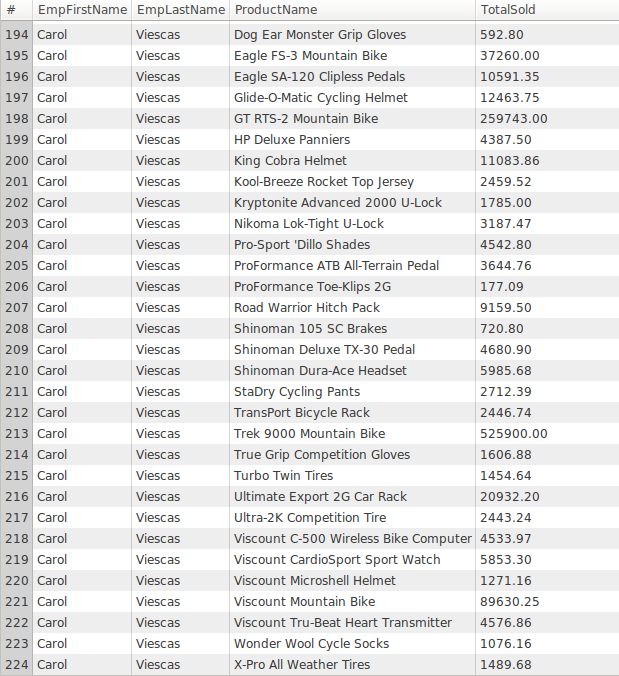 # EmpFirstName EmpLastName ProductName TotalSold
194 Carol Viescas Dog Ear Monster Grip Gloves 592.80
195 Carol Viescas Eagle FS-3 Mountain Bike 37260.00
196 Carol Viescas Eagle SA-120 Clipless Pedals 10591.35
197 Carol Viescas Glide-O-Matic Cycling Helmet 12463.75
198 Carol Viescas GT RTS-2 Mountain Bike 259743.00
199 Carol Viescas HP Deluxe Panniers 4387.50
200 Carol Viescas King Cobra Helmet 11083.86
201 Carol Viescas Kool-Breeze Rocket Top Jersey 2459.52
202 Carol Viescas Kryptonite Advanced 2000 U-Lock 1785.00
203 Carol Viescas Nikoma Lok-Tight U-Lock 3187.47
204 Carol Viescas Pro-Sport 'Dillo Shades 4542.80
205 Carol Viescas ProFormance ATB All-Terrain Pedal 3644.76
206 Carol Viescas ProFormance Toe-Klips 2G 177.09
207 Carol Viescas Road Warrior Hitch Pack 9159.50
208 Carol Viescas Shinoman 105 SC Brakes 720.80
209 Carol Viescas Shinoman Deluxe TX-30 Pedal 4680.90
210 Carol Viescas Shinoman Dura-Ace Headset 5985.68
211 Carol Viescas StaDry Cycling Pants 2712.39
212 Carol Viescas TransPort Bicycle Rack 2446.74
213 Carol Viescas Trek 9000 Mountain Bike 525900.00
214 Carol Viescas True Grip Competition Gloves 1606.88
215 Carol Viescas Turbo Twin Tires 1454.64
216 Carol Viescas Ultimate Export 2G Car Rack 20932.20
217 Carol Viescas Ultra-2K Competition Tire 2443.24
218 Carol Viescas Viscount C-500 Wireless Bike Computer 4533.97
219 Carol Viescas Viscount CardioSport Sport Watch 5853.30
220 Carol Viescas Viscount Microshell Helmet 1271.16
221 Carol Viescas Viscount Mountain Bike 89630.25
222 Carol Viescas Viscount Tru-Beat Heart Transmitter 4576.86
223 Carol Viescas Wonder Wool Cycle Socks 1076.16
224 Carol Viescas X-Pro All Weather Tires 1489.68